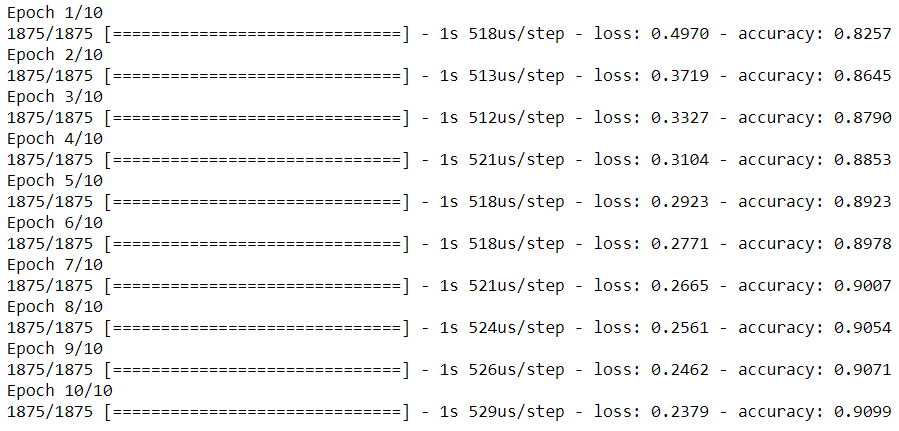 Epoch 1/10
1875/1875 [==============================] - 1s 518us/step - loss: 0.4970 - accuracy: 0.8257
Epoch 2/10
1875/1875 [==============================] - 1s 513us/step - loss: 0.3719 - accuracy: 0.8645
Epoch 3/10
1875/1875 [==============================] - 1s 512us/step - loss: 0.3327 - accuracy: 0.8790
Epoch 4/10
1875/1875 [==============================] - 1s 521us/step - loss: 0.3104 - accuracy: 0.8853
Epoch 5/10
1875/1875 [==============================] - 1s 518us/step - loss: 0.2923 - accuracy: 0.8923
Epoch 6/10
1875/1875 [==============================] - 1s 518us/step - loss: 0.2771 - accuracy: 0.8978
Epoch 7/10
1875/1875 [==============================] - 1s 521us/step - loss: 0.2665 - accuracy: 0.9007
Epoch 8/10
1875/1875 [==============================] - 1s 524us/step - loss: 0.2561 - accuracy: 0.9054
Epoch 9/10
1875/1875 [==============================] - 1s 526us/step - loss: 0.2462 - accuracy: 0.9071
Epoch 10/10
1875/1875 [==============================] - 1s 529us/step - loss: 0.2379 - accuracy: 0.9099